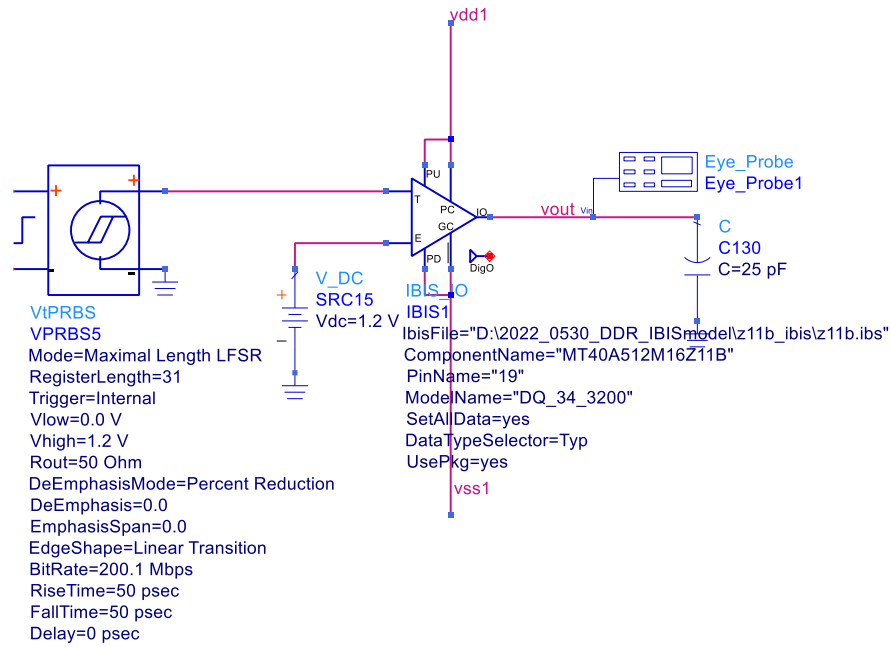 vdd1
PU
T
PC
IO
GC
E
PD
DigO
vout
Vin
Eye_Probe
Eye_Probe1
C
C130
C=25 pF
+
+
-
-
VtPRBS
VPRBS5
Mode=Maximal Length LFSR
RegisterLength=31
Trigger=Internal
Vlow=0.0 V
Vhigh=1.2 V
Rout=50 Ohm
DeEmphasisMode=Percent Reduction
DeEmphasis=0.0
EmphasisSpan=0.0
EdgeShape=Linear Transition
BitRate=200.1 Mbps
RiseTime=50 psec
FallTime=50 psec
Delay=0 psec
+
-
V_DC
SRC15
Vdc=1.2 V
IBIS_IO
IBIS1
IbisFile="D:\2022_0530_DDR_IBISmodel\z11b_ibis\z11b.ibs"
ComponentName="MT40A512M16Z11B"
PinName="19"
ModelName="DQ_34_3200"
SetAllData=yes
DataTypeSelector=Typ
UsePkg=yes
vss1